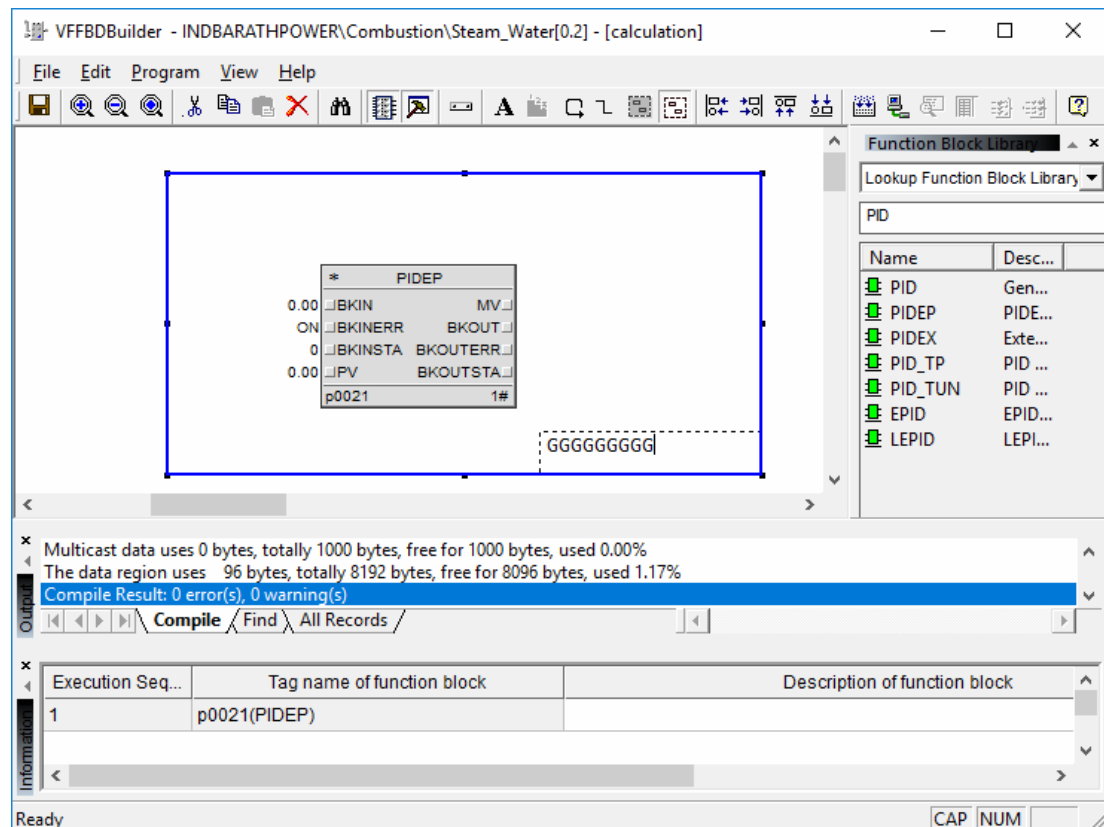 VFFBDBuilder - INDBARATHPOWER\Combustion\Steam_Water[0.2] - [calculation]
File Edit Program View Help
Function Block Library
Lookup Function Block Library
PID
Name Desc...
PID Gen...
PIDEP PIDE...
PIDEX Exte...
PID_TP PID ...
PID_TUN PID ...
EPID EPID...
LEPID LEPI...
* PIDEP
0.00 BKIN MV
ON BKINERR BKOUT
0 BKINSTA BKOUTERR
0.00 PV BKOUTSTA
p0021 1#
GGGGGGGGG
Output
Multicast data uses 0 bytes, totally 1000 bytes, free for 1000 bytes, used 0.00%
The data region uses 96 bytes, totally 8192 bytes, free for 8096 bytes, used 1.17%
Compile Result: 0 error(s), 0 warning(s)
Compile Find All Records
Information
Execution Seq... Tag name of function block Description of function block
1 p0021(PIDEP)
Ready CAP NUM